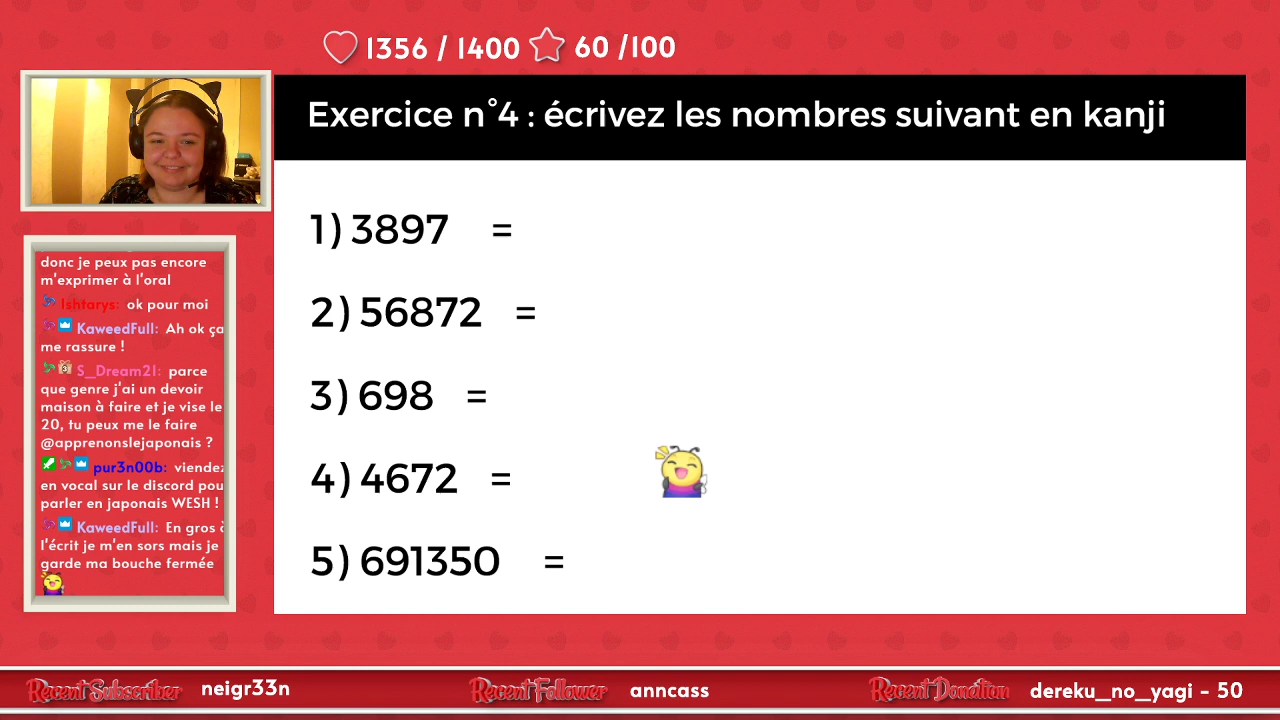 1356 / 1400 60 /100
Exercice n°4 : écrivez les nombres suivant en kanji
1) 3897 =
2) 56872 =
3) 698 =
4) 4672 =
5) 691350 =
donc je peux pas encore
m'exprimer à l'oral
Ishtarys: ok pour moi
KaweedFull: Ah ok ça
me rassure !
S_Dream21: parce
que genre j'ai un devoir
maison à faire et je vise le
20, tu peux me le faire
@apprenonslejaponais ?
pur3n00b: viendez
en vocal sur le discord pou
parler en japonais WESH !
KaweedFull: En gros à
l'écrit je m'en sors mais je
garde ma bouche fermée
Recent Subscriber neigr33n Recent Follower anncass Recent Donation dereku_no_yagi - 50